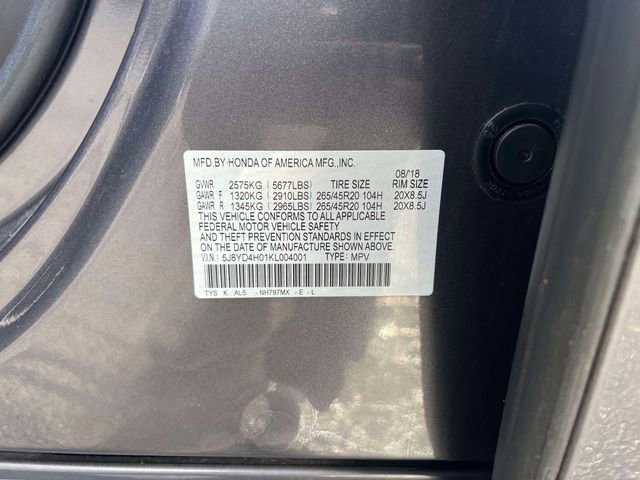 MFD.BY HONDA OF AMERICA MFG.,INC. 08/18
GVWR 2575KG (5677LBS) TIRE SIZE RIM SIZE
GAWR F 1320KG (2910LBS) 265/45R20 104H 20X8.5J
GAWR R 1345KG (2965LBS) 265/45R20 104H 20X8.5J
THIS VEHICLE CONFORMS TO ALL APPLICABLE
FEDERAL MOTOR VEHICLE SAFETY
AND THEFT PREVENTION STANDARDS IN EFFECT
ON THE DATE OF MANUFACTURE SHOWN ABOVE.
V.I.N: 5J8YD4H01KL004001 TYPE: MPV
TYS K AL5 -NH797MX -E -L